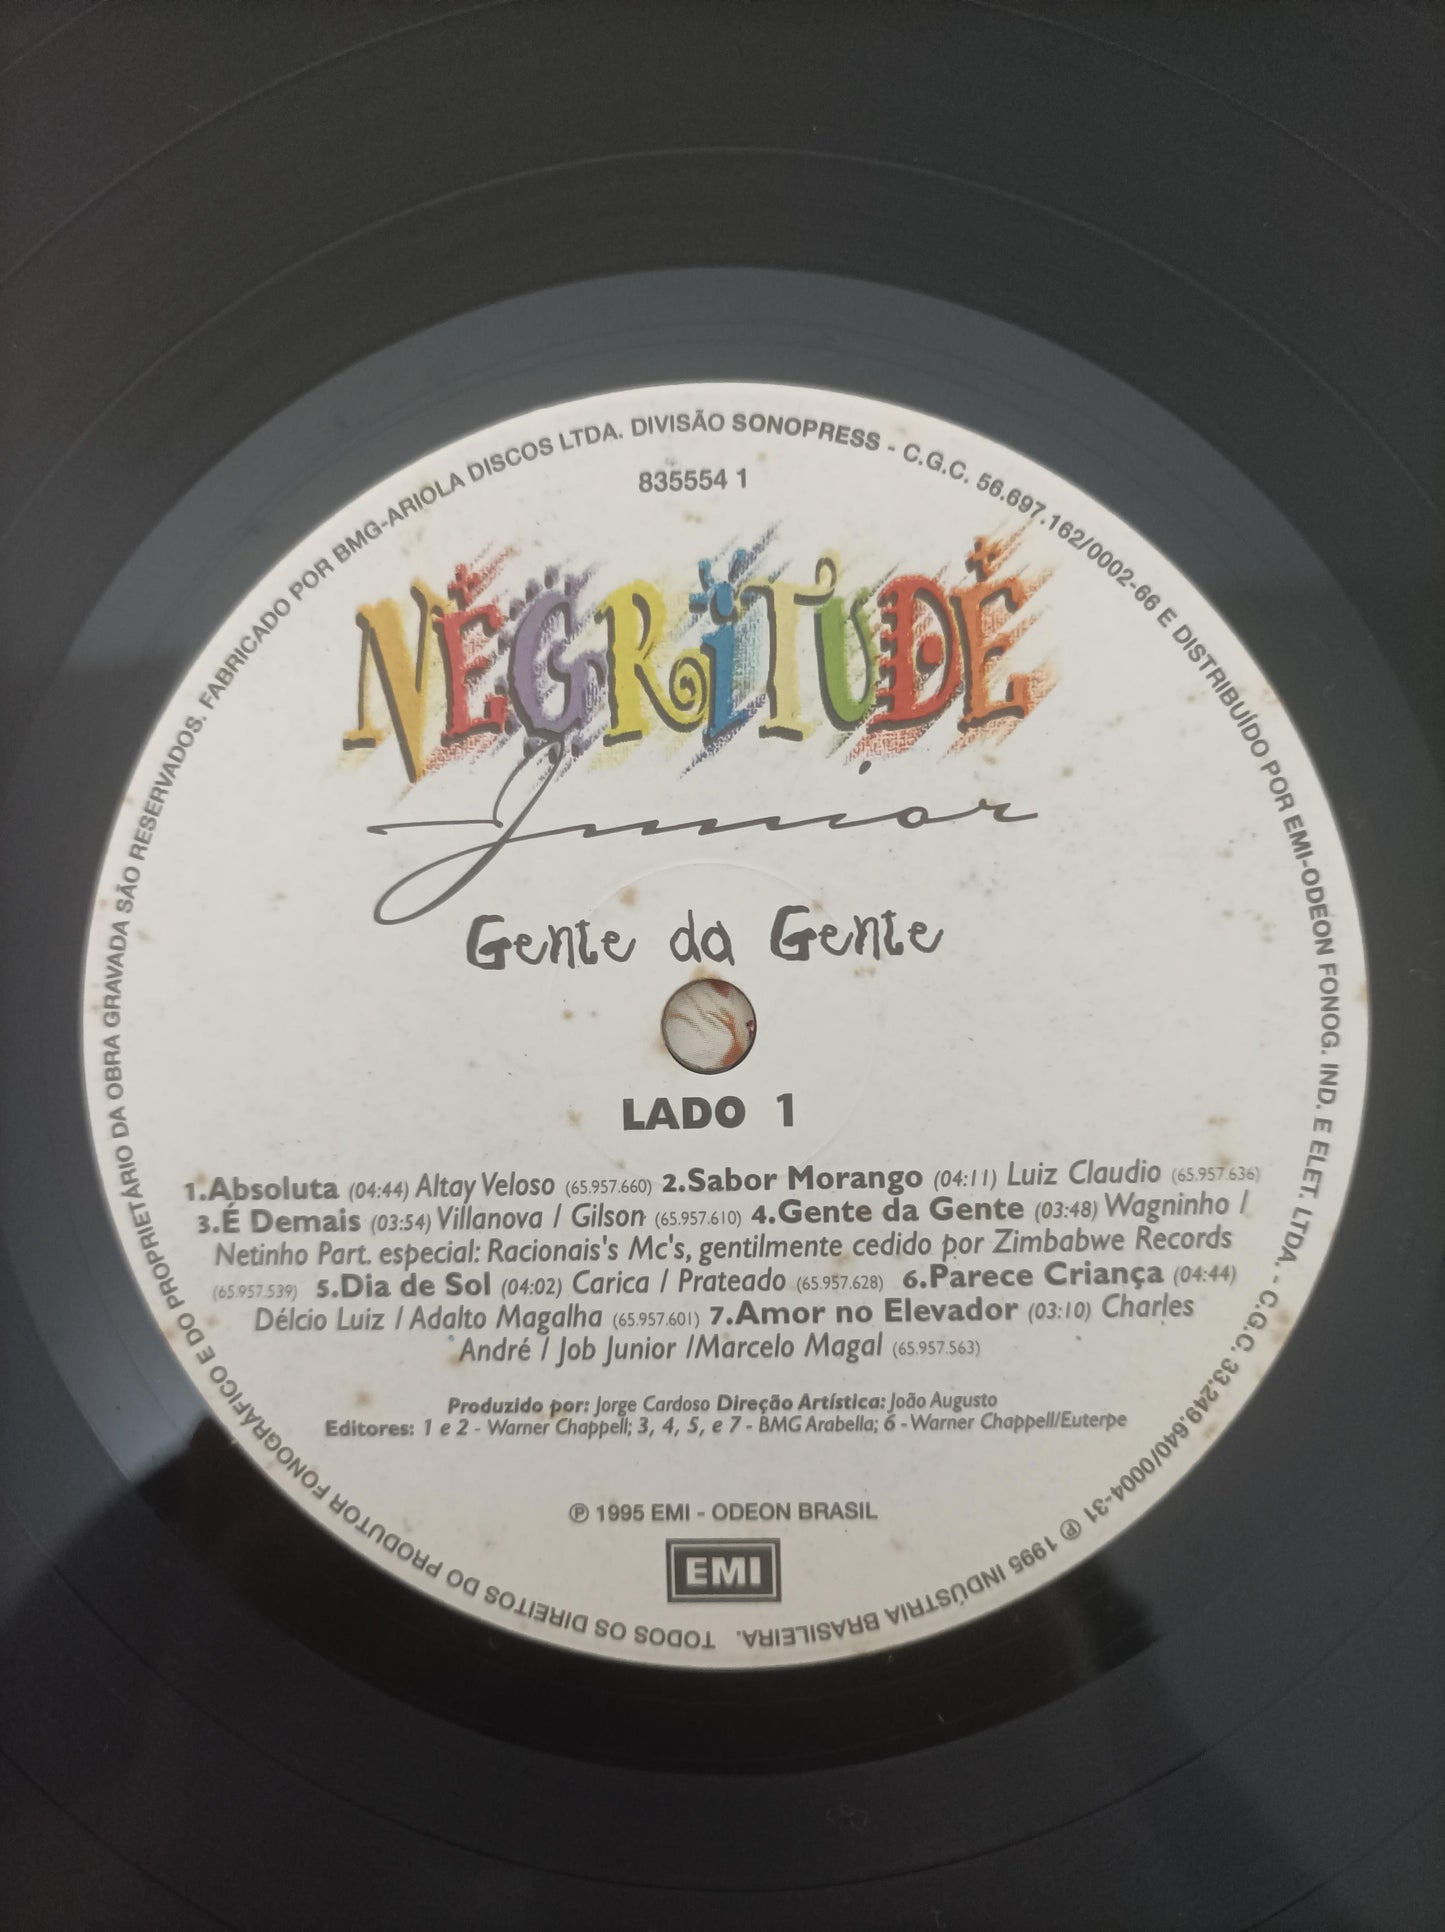 TODOS OS DIREITOS DO PRODUTOR FONOGRÁFICO E DO PROPRIETÁRIO DA OBRA GRAVADA SÃO RESERVADOS. FABRICADO POR BMG-ARIOLA DISCOS LTDA. DIVISÃO SONOPRESS - C.G.C. 56.697.162/0002-66 E DISTRIBUÍDO POR EMI-ODEON FONOG. IND. E ELET. LTDA. - C.G.C. 33.249.640/0004-31 ℗ 1995 INDÚSTRIA BRASILEIRA.
835554 1
NEGRiTUDE
Junior
Gente da Gente
LADO 1
1.Absoluta (04:44) Altay Veloso (65.957.660) 2.Sabor Morango (04:11) Luiz Claudio (65.957.636)
3.É Demais (03:54) Villanova / Gilson (65.957.610) 4.Gente da Gente (03:48) Wagninho /
Netinho Part. especial: Racionais's Mc's, gentilmente cedido por Zimbabwe Records
(65.957.539) 5.Dia de Sol (04:02) Carica / Prateado (65.957.628) 6.Parece Criança (04:44)
Délcio Luiz / Adalto Magalha (65.957.601) 7.Amor no Elevador (03:10) Charles
André / Job Junior /Marcelo Magal (65.957.563)
Produzido por: Jorge Cardoso Direção Artística: João Augusto
Editores: 1 e 2 - Warner Chappell; 3, 4, 5, e 7 - BMG Arabella; 6 - Warner Chappell/Euterpe
℗ 1995 EMI - ODEON BRASIL
EMI